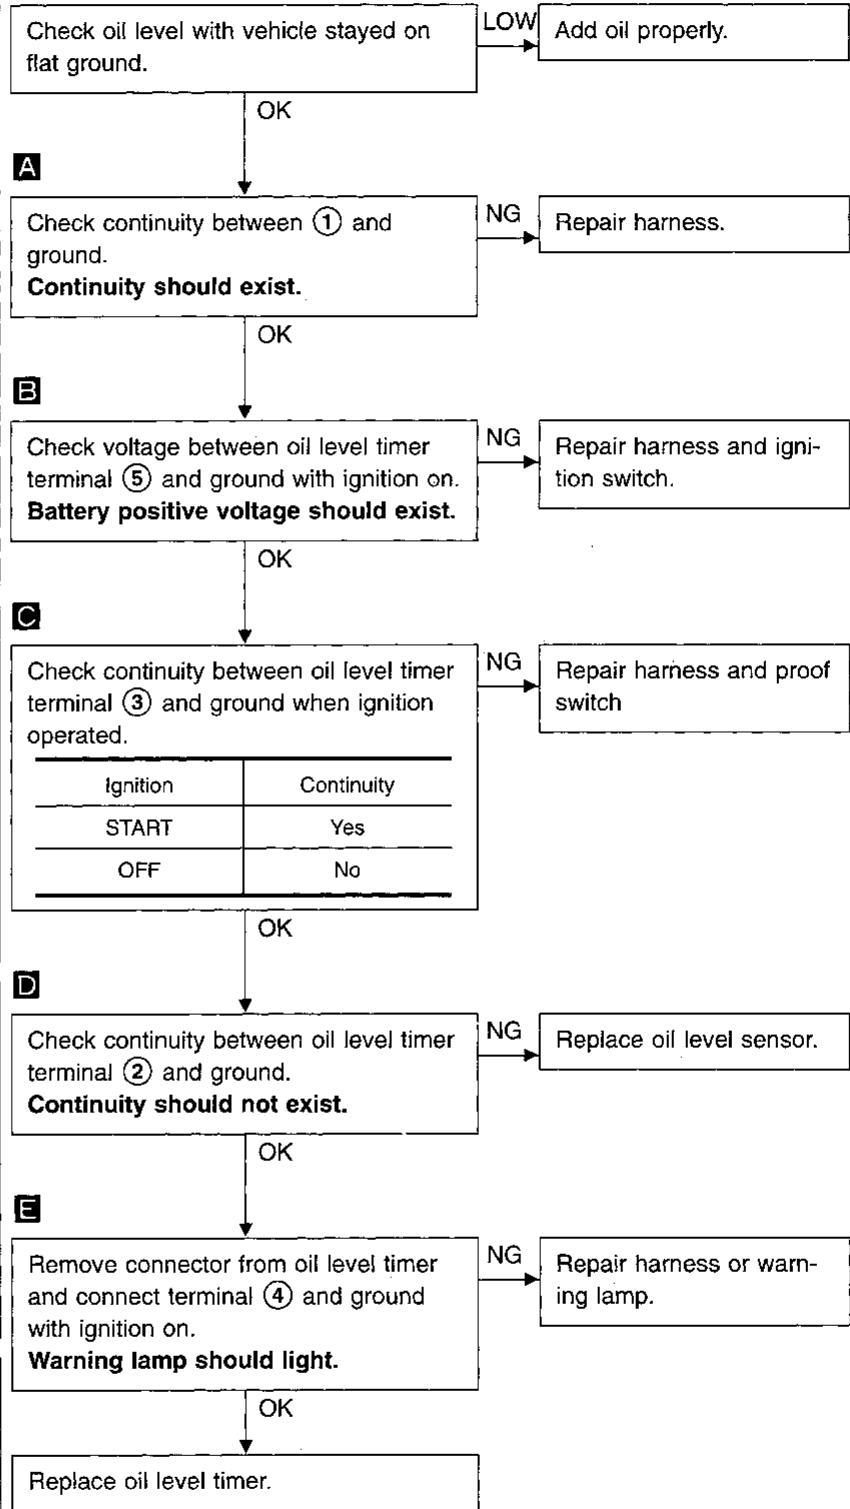 Check oil level with vehicle stayed on
flat ground.
LOW
Add oil properly.
OK
A
Check continuity between ① and
ground.
Continuity should exist.
NG
Repair harness.
OK
B
Check voltage between oil level timer
terminal ⑤ and ground with ignition on.
Battery positive voltage should exist.
NG
Repair harness and igni-
tion switch.
OK
C
Check continuity between oil level timer
terminal ③ and ground when ignition
operated.
Ignition Continuity
START Yes
OFF No
NG
Repair harness and proof
switch
OK
D
Check continuity between oil level timer
terminal ② and ground.
Continuity should not exist.
NG
Replace oil level sensor.
OK
E
Remove connector from oil level timer
and connect terminal ④ and ground
with ignition on.
Warning lamp should light.
NG
Repair harness or warn-
ing lamp.
OK
Replace oil level timer.